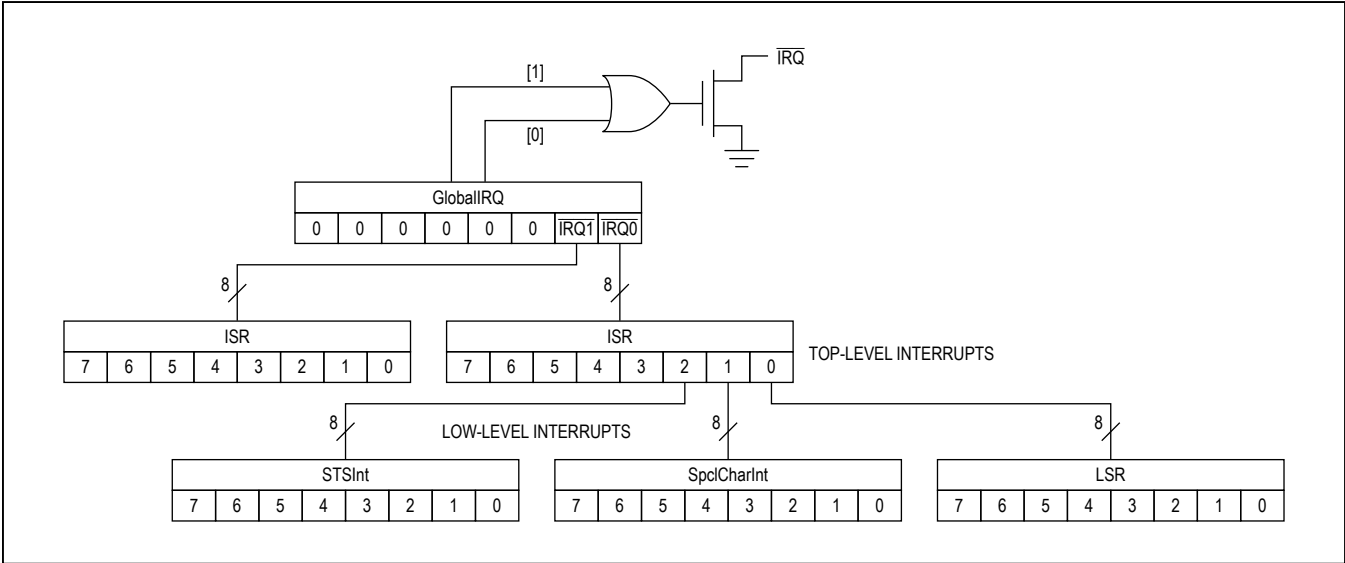 IRQ
[1]
[0]
GlobalIRQ
0 0 0 0 0 0 IRQ1 IRQ0
8 8
ISR ISR
7 6 5 4 3 2 1 0 7 6 5 4 3 2 1 0 TOP-LEVEL INTERRUPTS
8 LOW-LEVEL INTERRUPTS 8 8
STSInt SpclCharInt LSR
7 6 5 4 3 2 1 0 7 6 5 4 3 2 1 0 7 6 5 4 3 2 1 0